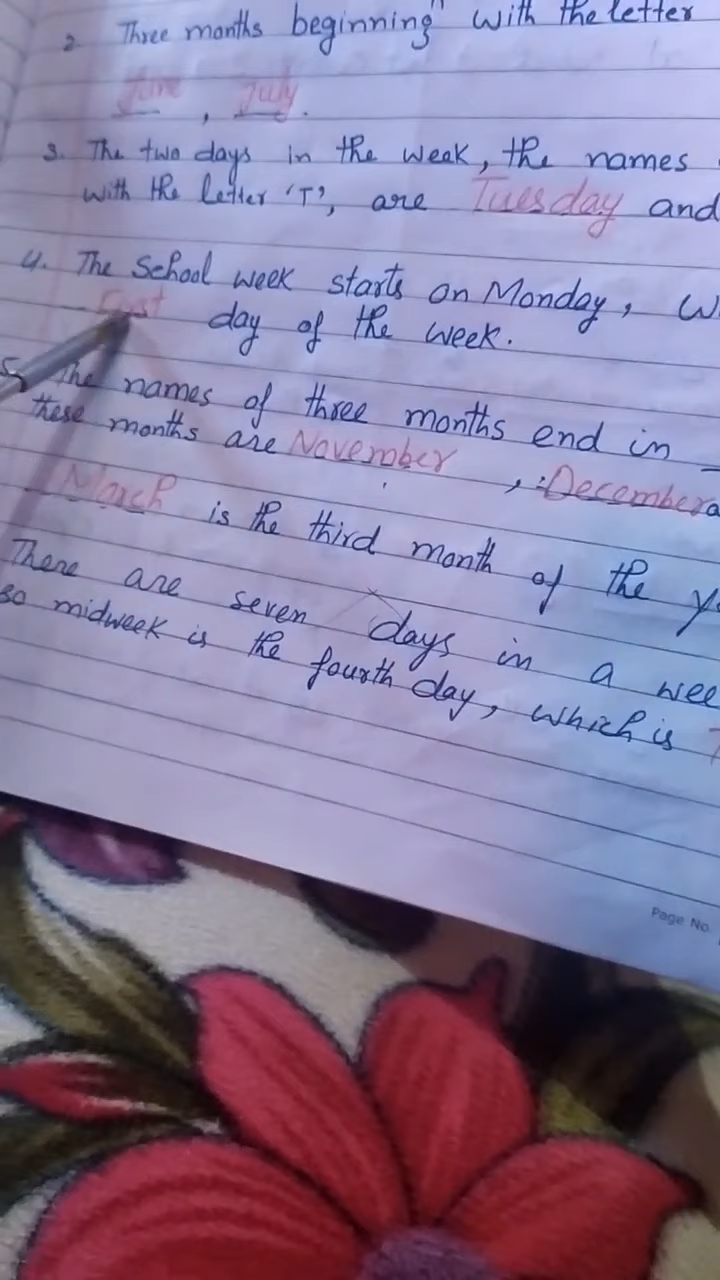 2. Three months beginning with the letter
June, July.
3. The two days in the week, the names
with the letter 'T', are Tuesday and
4. The School week starts on Monday,
First day of the week.
5. The names of three months end in
these months are November, December
March is the third month of the
There are seven days in a
so midweek is the fourth day, which is
Page No.